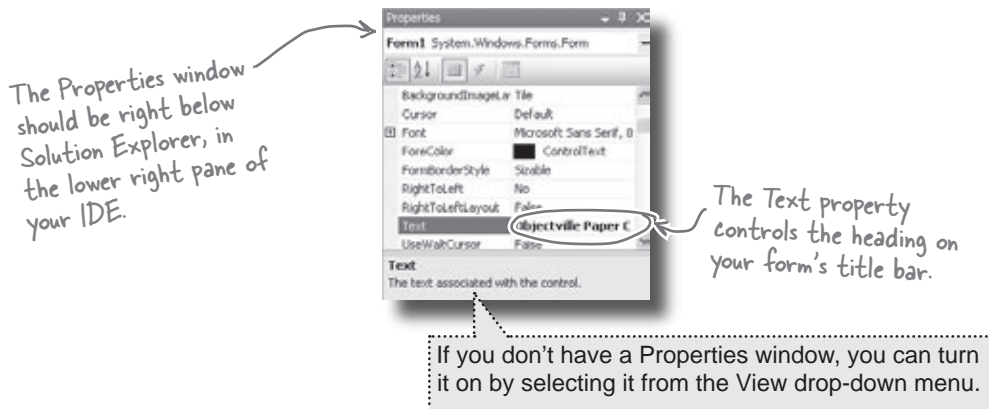 Properties
Form1 System.Windows.Forms.Form
The Properties window
should be right below
Solution Explorer, in
the lower right pane of
your IDE.
BackgroundImageLa Tile
Cursor Default
Font Microsoft Sans Serif, 8
ForeColor ControlText
FormBorderStyle Sizable
RightToLeft No
RightToLeftLayout False
Text Objectville Paper C
UseWaitCursor False
The Text property
controls the heading on
your form's title bar.
Text
The text associated with the control.
If you don't have a Properties window, you can turn
it on by selecting it from the View drop-down menu.